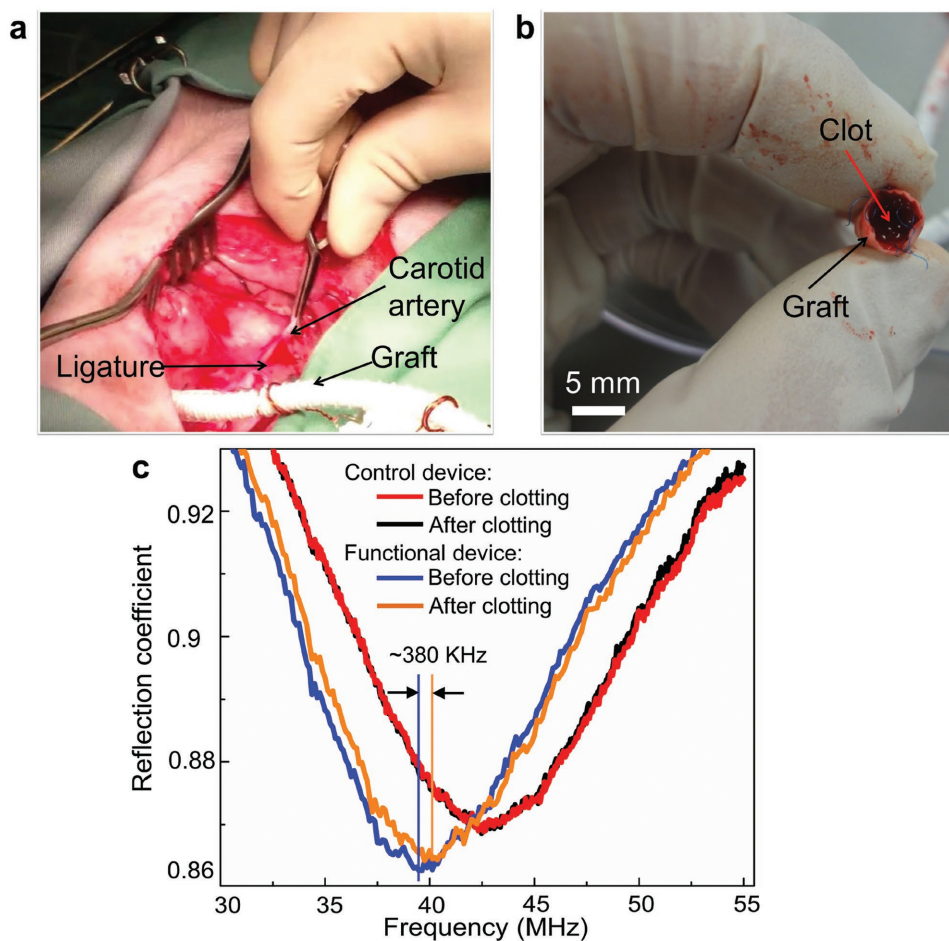 a
Carotid
artery
Ligature
Graft
b
Clot
Graft
5 mm
c
Control device:
Before clotting
After clotting
Functional device:
Before clotting
After clotting
~380 KHz
Reflection coefficient
0.92
0.9
0.88
0.86
30
35
40
45
50
55
Frequency (MHz)